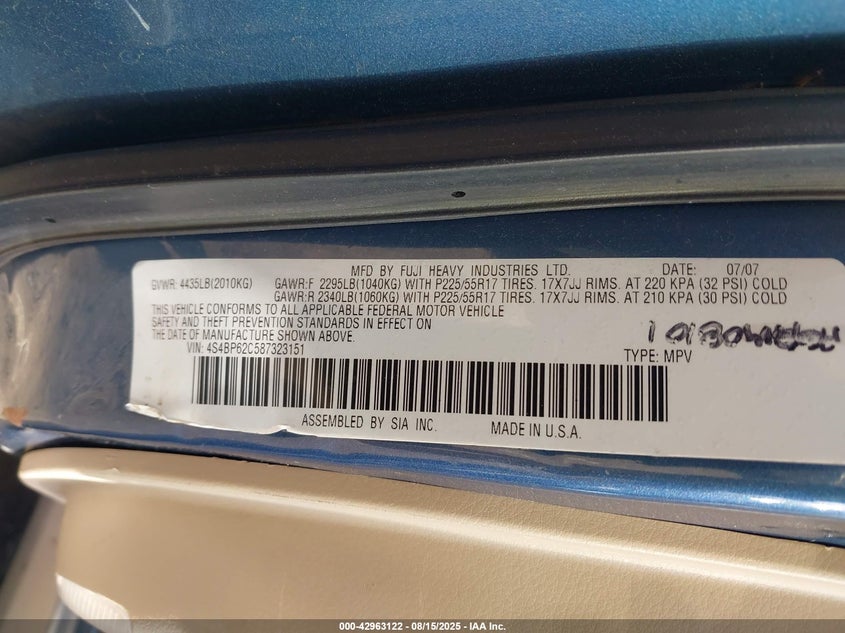 MFD BY FUJI HEAVY INDUSTRIES LTD. DATE: 07/07
GVWR: 4435LB(2010KG) GAWR:F 2295LB(1040KG) WITH P225/55R17 TIRES. 17X7JJ RIMS. AT 220 KPA (32 PSI) COLD
GAWR:R 2340LB(1060KG) WITH P225/55R17 TIRES. 17X7JJ RIMS. AT 210 KPA (30 PSI) COLD
THIS VEHICLE CONFORMS TO ALL APPLICABLE FEDERAL MOTOR VEHICLE
SAFETY AND THEFT PREVENTION STANDARDS IN EFFECT ON
THE DATE OF MANUFACTURE SHOWN ABOVE.
VIN: 4S4BP62C587323151 TYPE: MPV
ASSEMBLED BY SIA INC. MADE IN U.S.A.
000-42963122 - 08/15/2025 - IAA Inc.